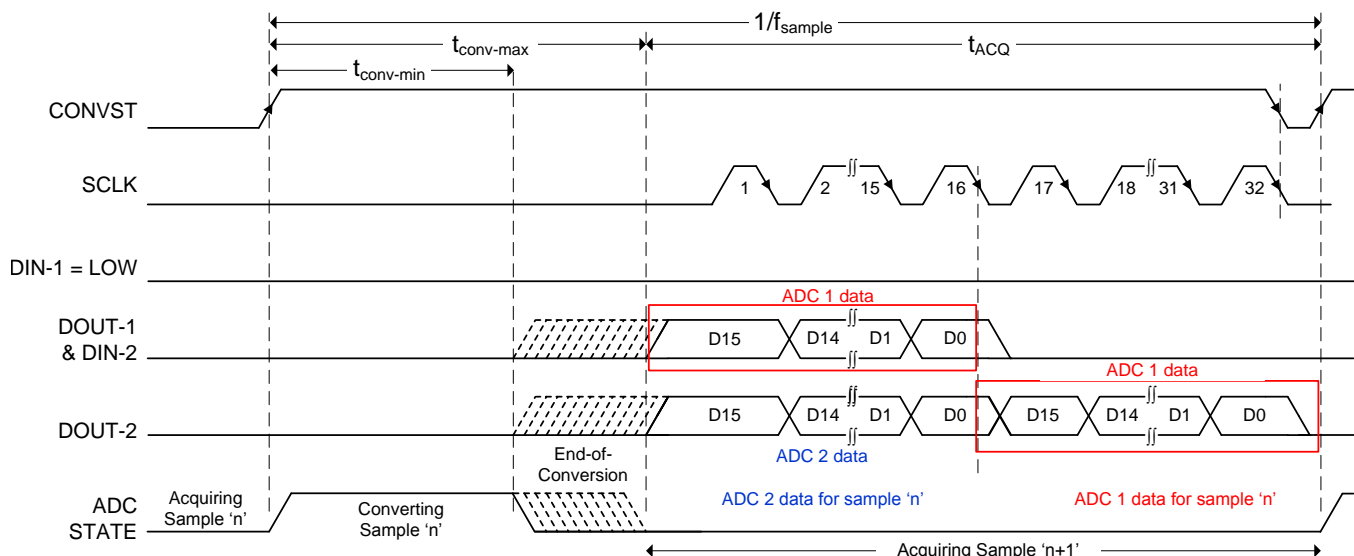 1/fsample
tconv-max
tACQ
tconv-min
CONVST
SCLK
1 2 15 16 17 18 31 32
DIN-1 = LOW
ADC 1 data
DOUT-1
& DIN-2
D15 D14 D1 D0
ADC 1 data
DOUT-2
D15 D14 D1 D0 D15 D14 D1 D0
End-of-
Conversion
ADC 2 data
ADC
STATE
Acquiring
Sample ‘n’
Converting
Sample ‘n’
ADC 2 data for sample ‘n’
ADC 1 data for sample ‘n’
Acquiring Sample ‘n+1’